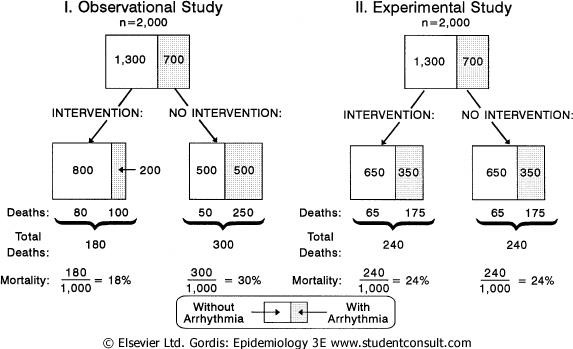 I. Observational Study
n=2,000
1,300 700
INTERVENTION: NO INTERVENTION:
800 200 500 500
Deaths: 80 100 50 250
Total Deaths: 180 300
Mortality: 180/1,000 = 18% 300/1,000 = 30%
II. Experimental Study
n=2,000
1,300 700
INTERVENTION: NO INTERVENTION:
650 350 650 350
Deaths: 65 175 65 175
Total Deaths: 240 240
Mortality: 240/1,000 = 24% 240/1,000 = 24%
Without Arrhythmia With Arrhythmia
© Elsevier Ltd. Gordis: Epidemiology 3E www.studentconsult.com